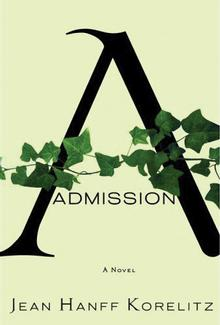 A
ADMISSION
A NOVEL
JEAN HANFF KORELITZ